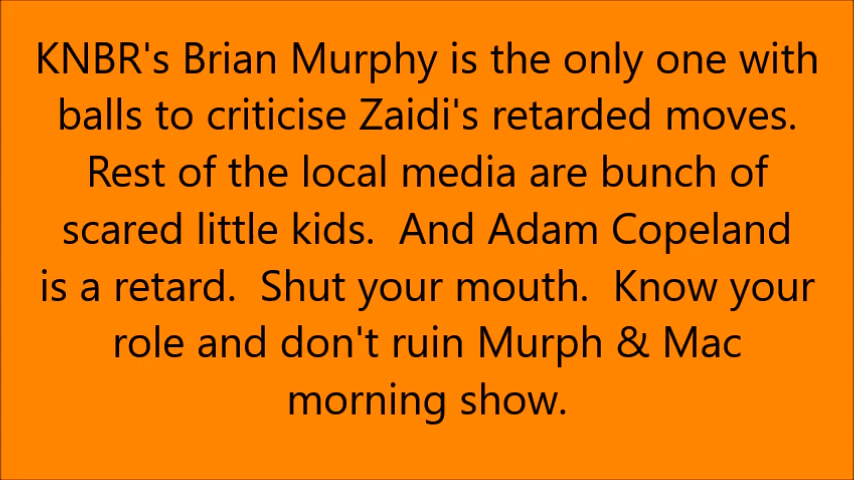 KNBR's Brian Murphy is the only one with
balls to criticise Zaidi's retarded moves.
Rest of the local media are bunch of
scared little kids.  And Adam Copeland
is a retard.  Shut your mouth.  Know your
role and don't ruin Murph & Mac
morning show.